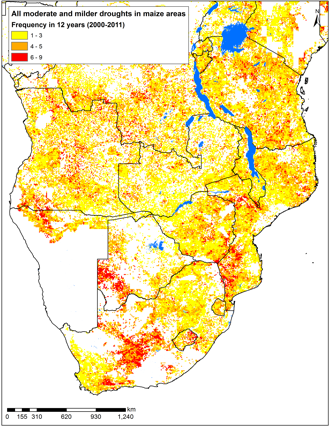 All moderate and milder droughts in maize areas
Frequency in 12 years (2000-2011)
1 - 3
4 - 5
6 - 9
N
km
0 155 310 620 930 1,240